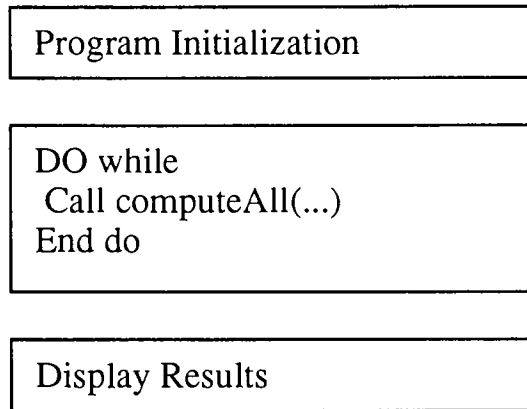 Program Initialization
DO while
Call computeAll(...)
End do
Display Results